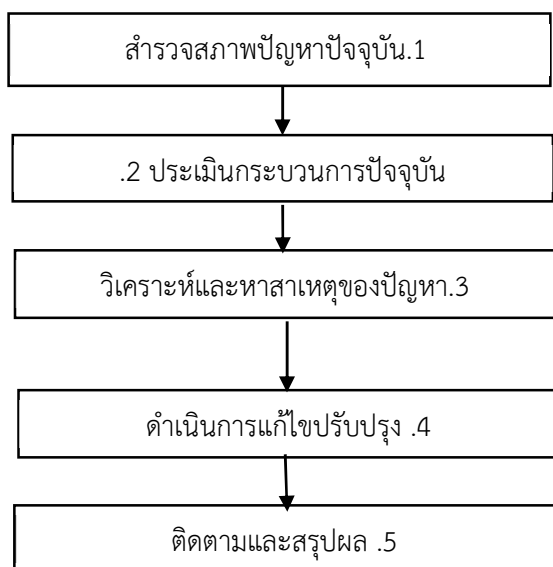 สำรวจสภาพปัญหาปัจจุบัน.1
.2 ประเมินกระบวนการปัจจุบัน
วิเคราะห์และหาสาเหตุของปัญหา.3
ดำเนินการแก้ไขปรับปรุง .4
ติดตามและสรุปผล .5